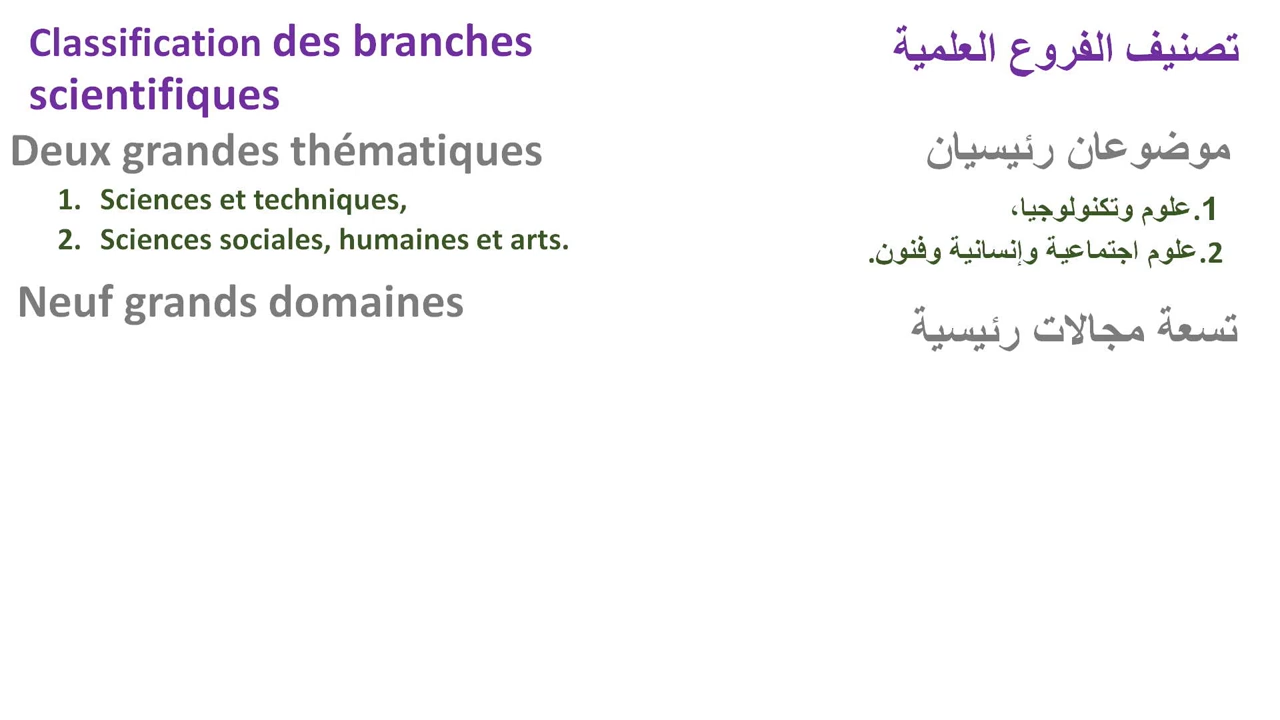 Classification des branches
scientifiques
Deux grandes thématiques
1. Sciences et techniques,
2. Sciences sociales, humaines et arts.
Neuf grands domaines
تصنيف الفروع العلمية
موضوعان رئيسيان
1.علوم وتكنولوجيا،
2.علوم اجتماعية وإنسانية وفنون.
تسعة مجالات رئيسية